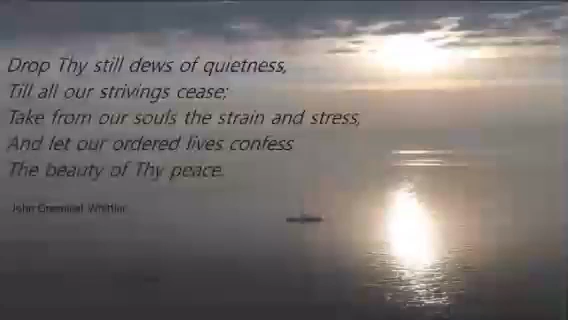 Drop Thy still dews of quietness,
Till all our strivings cease;
Take from our souls the strain and stress,
And let our ordered lives confess
The beauty of Thy peace.
John Greenleaf Whittier